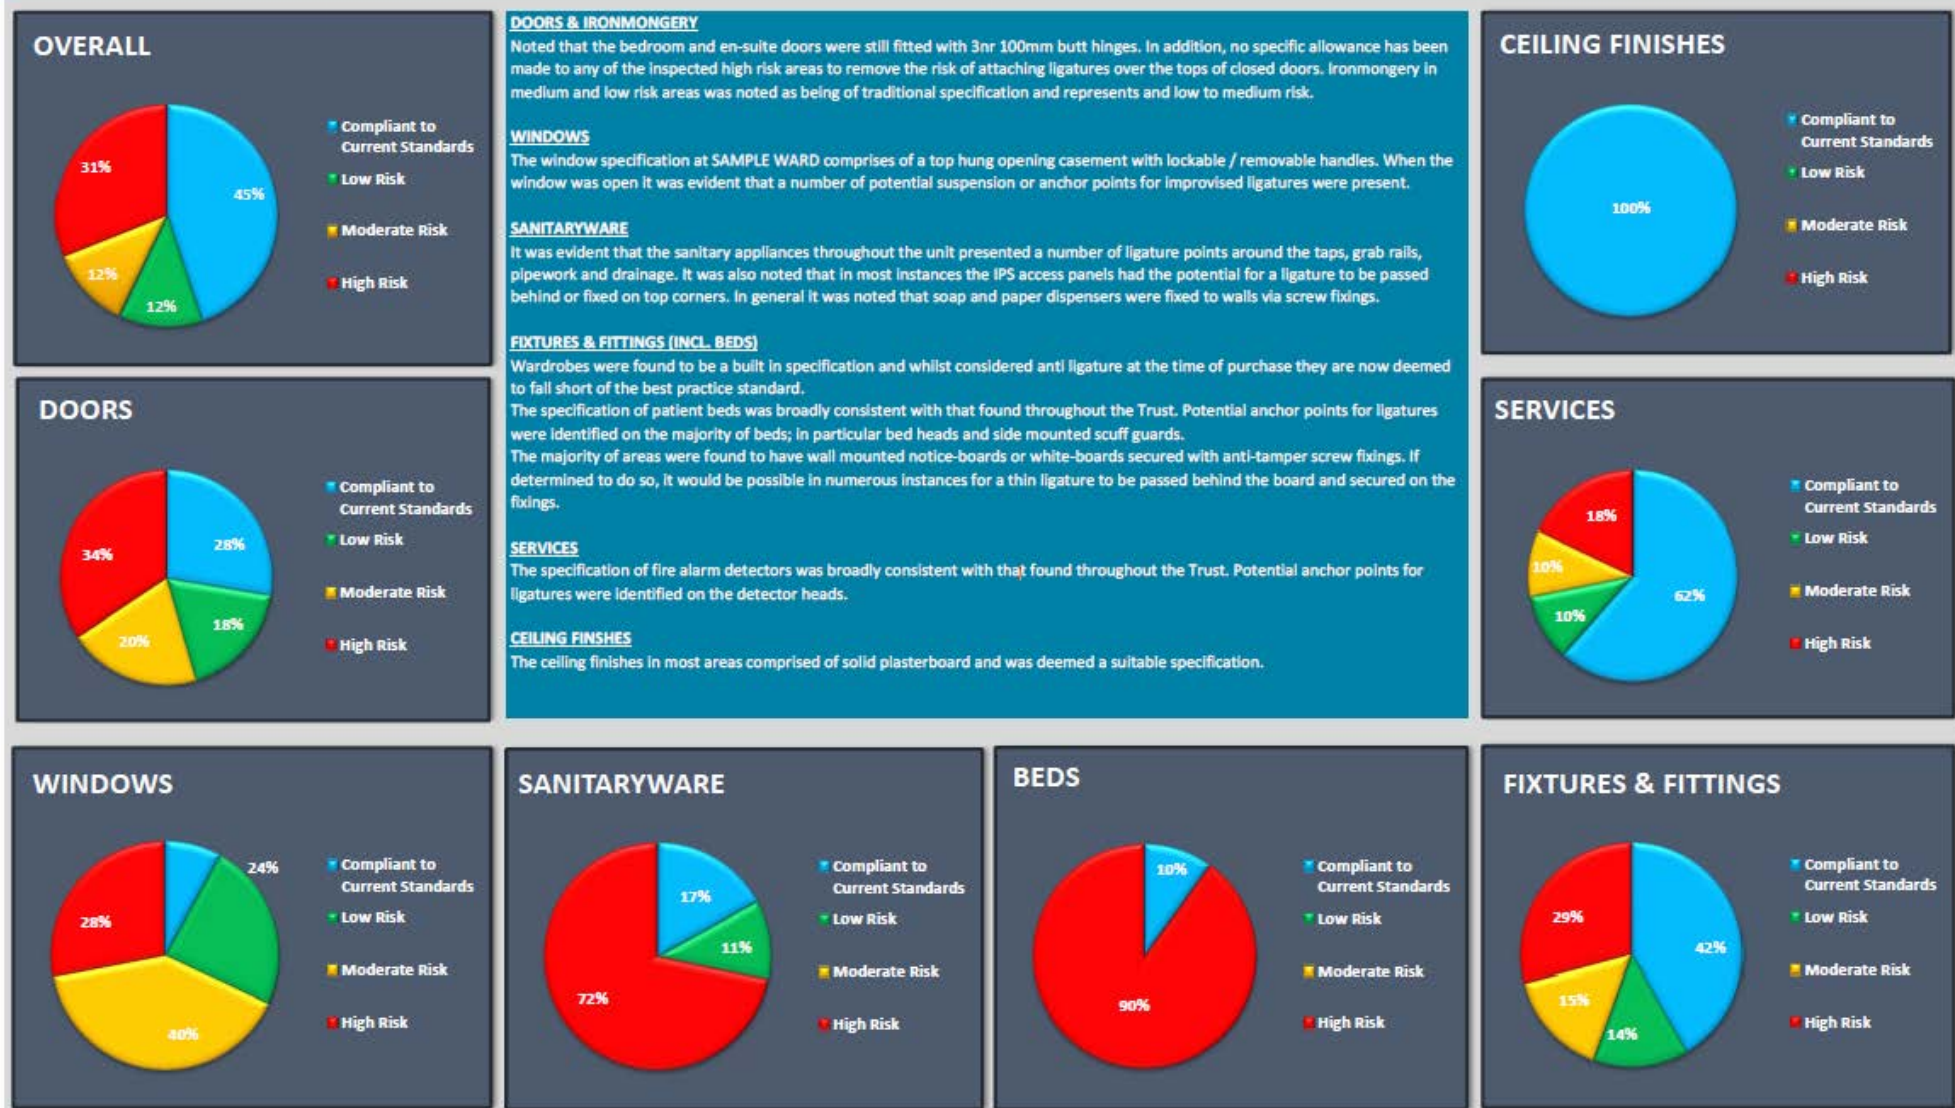 OVERALL
31%
45%
12%
12%
Compliant to
Current Standards
Low Risk
Moderate Risk
High Risk
DOORS & IRONMONGERY
Noted that the bedroom and en-suite doors were still fitted with 3nr 100mm butt hinges. In addition, no specific allowance has been
made to any of the inspected high risk areas to remove the risk of attaching ligatures over the tops of closed doors. Ironmongery in
medium and low risk areas was noted as being of traditional specification and represents and low to medium risk.
WINDOWS
The window specification at SAMPLE WARD comprises of a top hung opening casement with lockable / removable handles. When the
window was open it was evident that a number of potential suspension or anchor points for improvised ligatures were present.
SANITARYWARE
It was evident that the sanitary appliances throughout the unit presented a number of ligature points around the taps, grab rails,
pipework and drainage. It was also noted that in most instances the IPS access panels had the potential for a ligature to be passed
behind or fixed on top corners. In general it was noted that soap and paper dispensers were fixed to walls via screw fixings.
FIXTURES & FITTINGS (INCL. BEDS)
Wardrobes were found to be a built in specification and whilst considered anti ligature at the time of purchase they are now deemed
to fall short of the best practice standard.
The specification of patient beds was broadly consistent with that found throughout the Trust. Potential anchor points for ligatures
were identified on the majority of beds; in particular bed heads and side mounted scuff guards.
The majority of areas were found to have wall mounted notice-boards or white-boards secured with anti-tamper screw fixings. If
determined to do so, it would be possible in numerous instances for a thin ligature to be passed behind the board and secured on the
fixings.
SERVICES
The specification of fire alarm detectors was broadly consistent with that found throughout the Trust. Potential anchor points for
ligatures were identified on the detector heads.
CEILING FINSHES
The ceiling finishes in most areas comprised of solid plasterboard and was deemed a suitable specification.
CEILING FINISHES
100%
Compliant to
Current Standards
Low Risk
Moderate Risk
High Risk
DOORS
34%
28%
20%
18%
Compliant to
Current Standards
Low Risk
Moderate Risk
High Risk
SERVICES
18%
10%
10%
62%
Compliant to
Current Standards
Low Risk
Moderate Risk
High Risk
WINDOWS
24%
28%
40%
Compliant to
Current Standards
Low Risk
Moderate Risk
High Risk
SANITARYWARE
17%
11%
72%
Compliant to
Current Standards
Low Risk
Moderate Risk
High Risk
BEDS
10%
90%
Compliant to
Current Standards
Low Risk
Moderate Risk
High Risk
FIXTURES & FITTINGS
29%
42%
15%
14%
Compliant to
Current Standards
Low Risk
Moderate Risk
High Risk